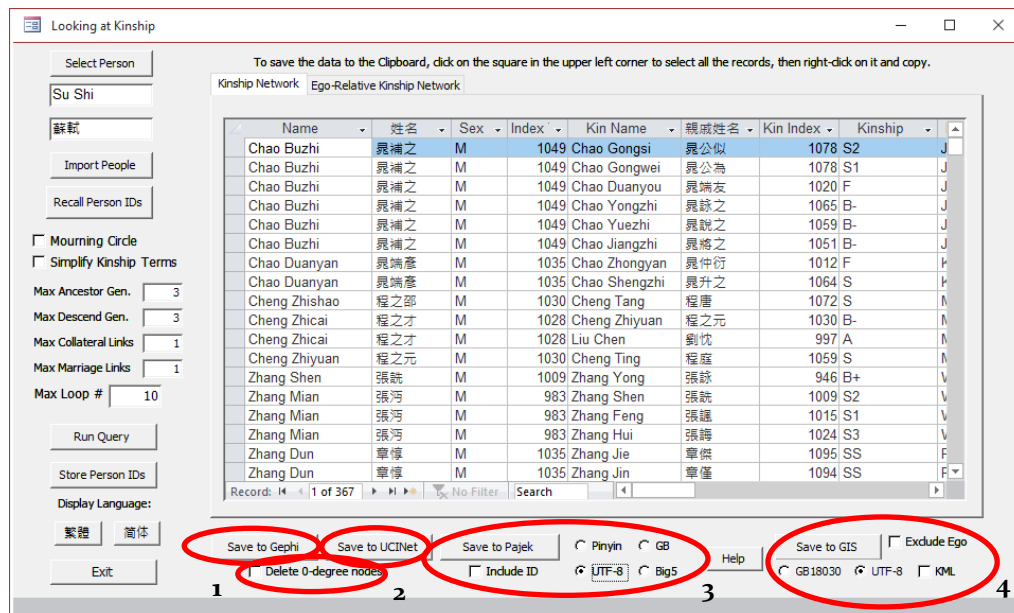 Looking at Kinship
Select Person
To save the data to the Clipboard, click on the square in the upper left corner to select all the records, then right-click on it and copy.
Su Shi
蘇軾
Import People
Recall Person IDs
Mourning Circle
Simplify Kinship Terms
Max Ancestor Gen. 3
Max Descend Gen. 3
Max Collateral Links 1
Max Marriage Links 1
Max Loop # 10
Run Query
Store Person IDs
Display Language:
繁體 简体
Exit
Kinship Network Ego-Relative Kinship Network
Name 姓名 Sex Index Kin Name 親戚姓名 Kin Index Kinship
Chao Buzhi 晁補之 M 1049 Chao Gongsi 晁公似 1078 S2
Chao Buzhi 晁補之 M 1049 Chao Gongwei 晁公為 1078 S1
Chao Buzhi 晁補之 M 1049 Chao Duanyou 晁端友 1020 F
Chao Buzhi 晁補之 M 1049 Chao Yongzhi 晁詠之 1065 B-
Chao Buzhi 晁補之 M 1049 Chao Yuezhi 晁說之 1059 B-
Chao Buzhi 晁補之 M 1049 Chao Jiangzhi 晁將之 1051 B-
Chao Duanyan 晁端彥 M 1035 Chao Zhongyan 晁仲衍 1012 F
Chao Duanyan 晁端彥 M 1035 Chao Shengzhi 晁升之 1064 S
Cheng Zhishao 程之邵 M 1030 Cheng Tang 程唐 1072 S
Cheng Zhicai 程之才 M 1028 Cheng Zhiyuan 程之元 1030 B-
Cheng Zhicai 程之才 M 1028 Liu Chen 劉忱 997 A
Cheng Zhiyuan 程之元 M 1030 Cheng Ting 程庭 1059 S
Zhang Shen 張詵 M 1009 Zhang Yong 張詠 946 B+
Zhang Mian 張沔 M 983 Zhang Shen 張詵 1009 S2
Zhang Mian 張沔 M 983 Zhang Feng 張諷 1015 S1
Zhang Mian 張沔 M 983 Zhang Hui 張誨 1024 S3
Zhang Dun 章惇 M 1035 Zhang Jie 章傑 1095 SS
Zhang Dun 章惇 M 1035 Zhang Jin 章僅 1094 SS
Record: 1 of 367 No Filter Search
Save to Gephi Save to UCINet Save to Pajek Pinyin GB Help Save to GIS Exclude Ego
Delete 0-degree nodes Include ID UTF-8 Big5 GB18030 UTF-8 KML
1 2 3 4